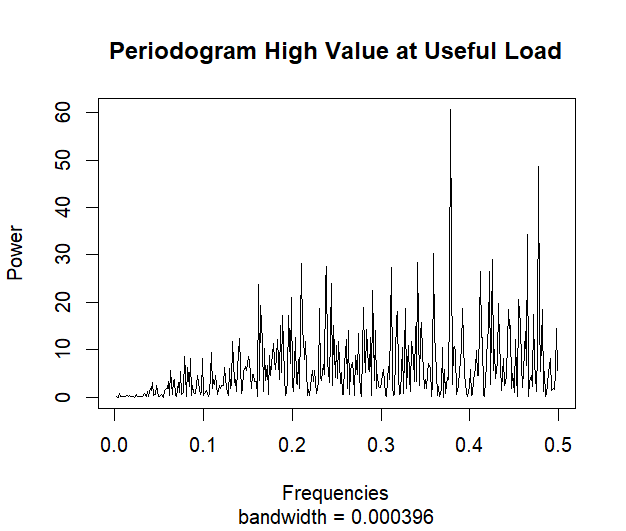 Periodogram High Value at Useful Load
60
50
40
30
20
10
0
Power
0.0 0.1 0.2 0.3 0.4 0.5
Frequencies
bandwidth = 0.000396